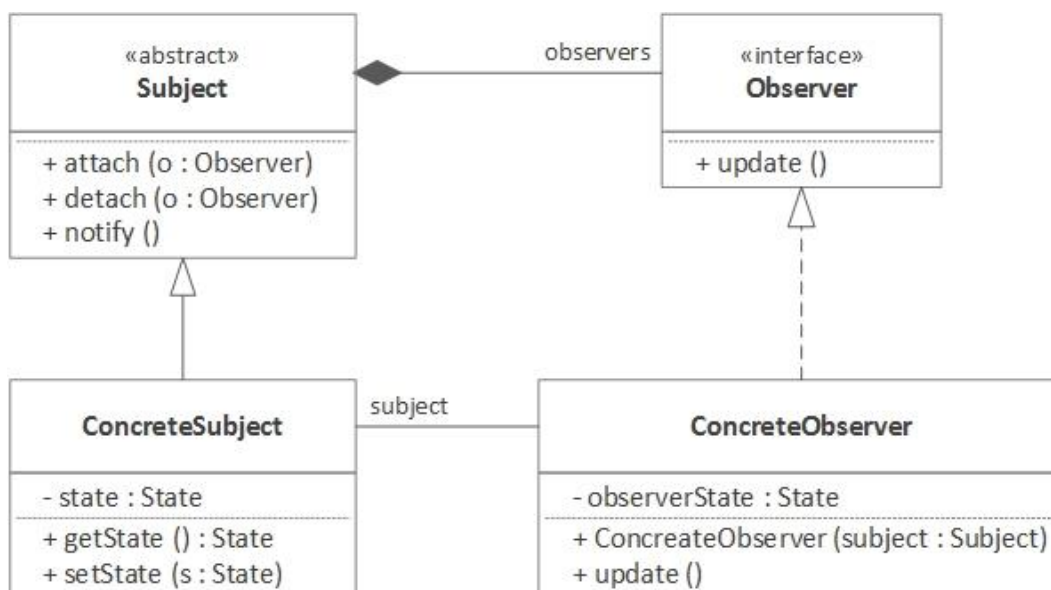 «abstract»
Subject
+ attach (o : Observer)
+ detach (o : Observer)
+ notify ()
observers
«interface»
Observer
+ update ()
ConcreteSubject
- state : State
+ getState () : State
+ setState (s : State)
subject
ConcreteObserver
- observerState : State
+ ConcreateObserver (subject : Subject)
+ update ()